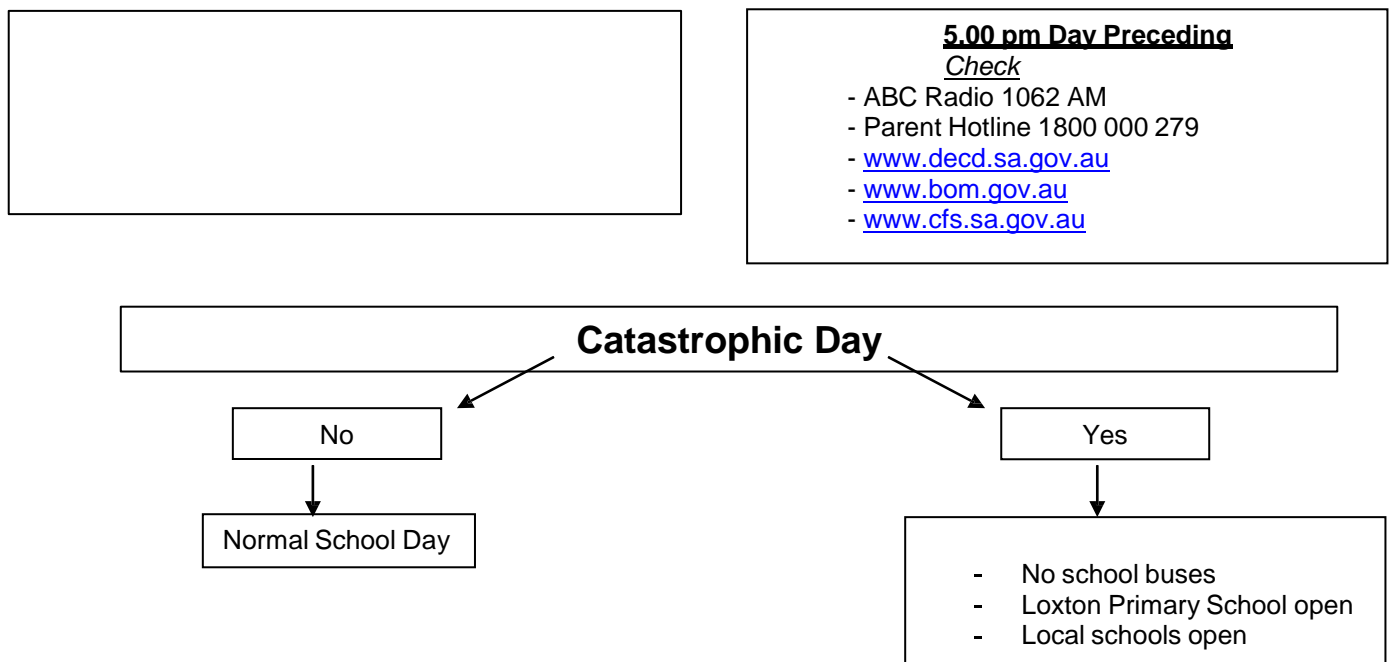 5.00 pm Day Preceding
Check
- ABC Radio 1062 AM
- Parent Hotline 1800 000 279
- www.decd.sa.gov.au
- www.bom.gov.au
- www.cfs.sa.gov.au
Catastrophic Day
No
Yes
Normal School Day
- No school buses
- Loxton Primary School open
- Local schools open